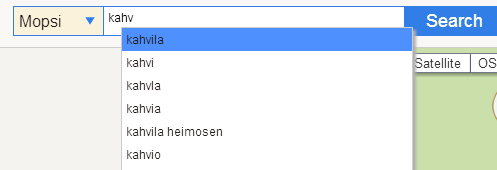 Mopsi kahv Search
kahvila
Satellite OS
kahvi
kahvla
kahvia
kahvila heimosen
kahvio